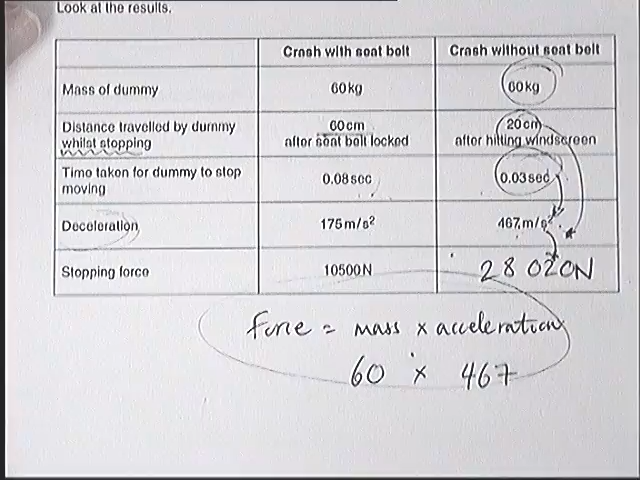 Look at the results.
Crash with seat belt
Crash without seat belt
Mass of dummy
60kg
60kg
Distance travelled by dummy
whilst stopping
60cm
after seat belt locked
20cm
after hitting windscreen
Time taken for dummy to stop
moving
0.08sec
0.03sec
Deceleration
175m/s²
467m/s²
Stopping force
10500N
28020N
Force = mass x acceleration
60 x 467